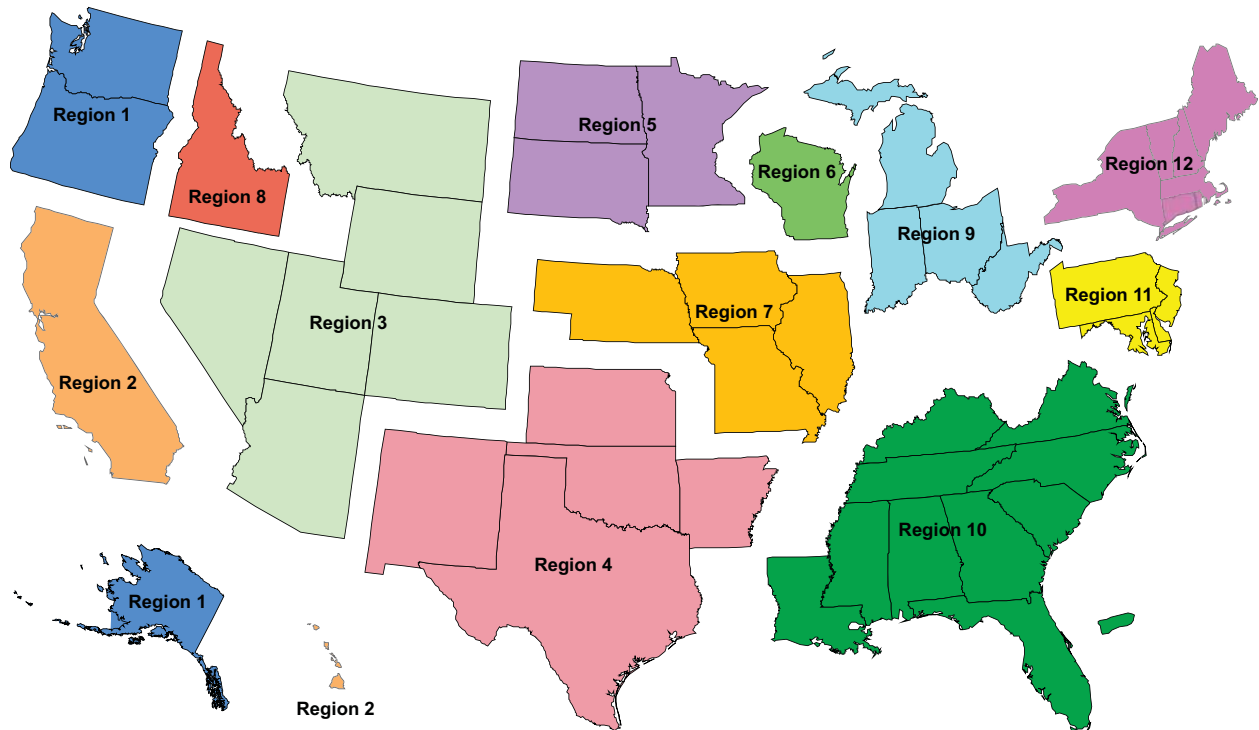 Region 1
Region 5
Region 12
Region 6
Region 8
Region 9
Region 11
Region 7
Region 3
Region 2
Region 10
Region 4
Region 1
Region 2